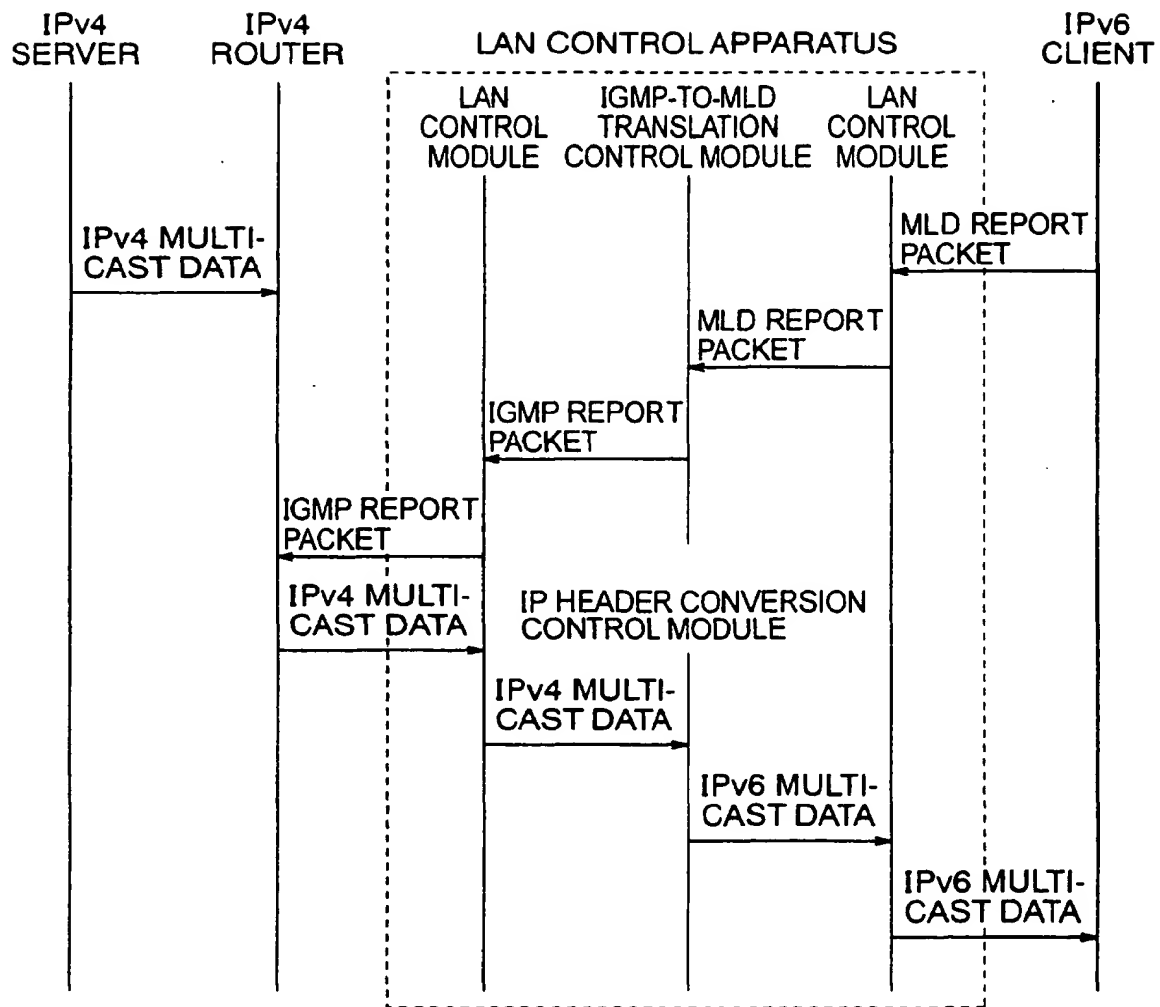 IPv4
SERVER
IPv4
ROUTER
LAN CONTROL APPARATUS
IPv6
CLIENT
LAN
CONTROL
MODULE
IGMP-TO-MLD
TRANSLATION
CONTROL MODULE
LAN
CONTROL
MODULE
MLD REPORT
PACKET
IPv4 MULTI-
CAST DATA
MLD REPORT
PACKET
IGMP REPORT
PACKET
IGMP REPORT
PACKET
IPv4 MULTI-
CAST DATA
IP HEADER CONVERSION
CONTROL MODULE
IPv4 MULTI-
CAST DATA
IPv6 MULTI-
CAST DATA
IPv6 MULTI-
CAST DATA